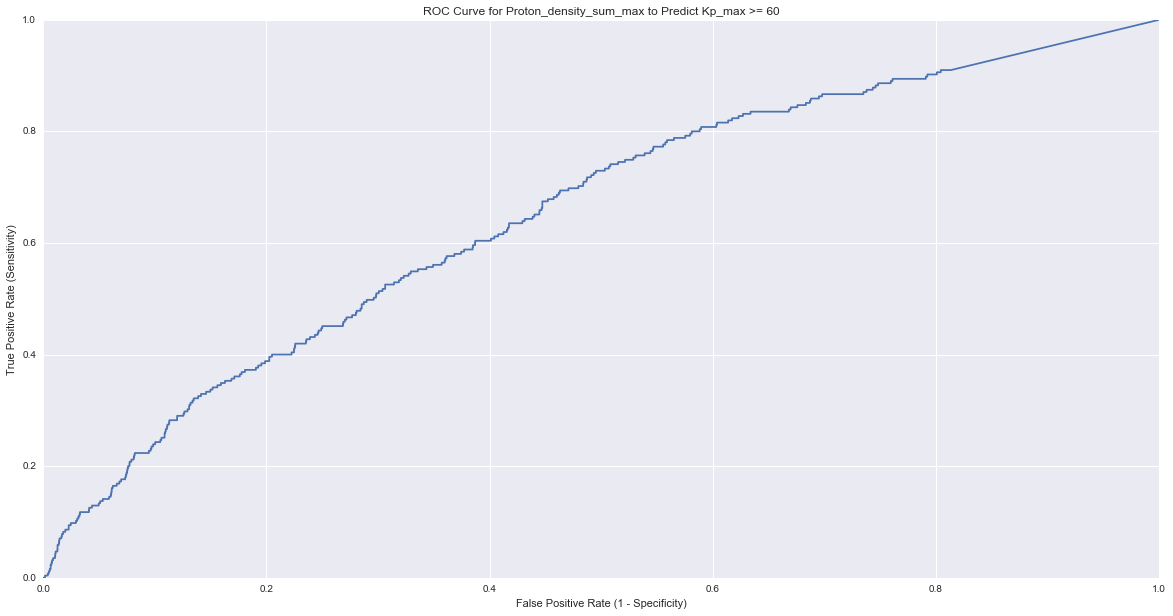 ROC Curve for Proton_density_sum_max to Predict Kp_max >= 60
1.0
0.8
0.6
0.4
0.2
0.0
True Positive Rate (Sensitivity)
0.0 0.2 0.4 0.6 0.8 1.0
False Positive Rate (1 - Specificity)